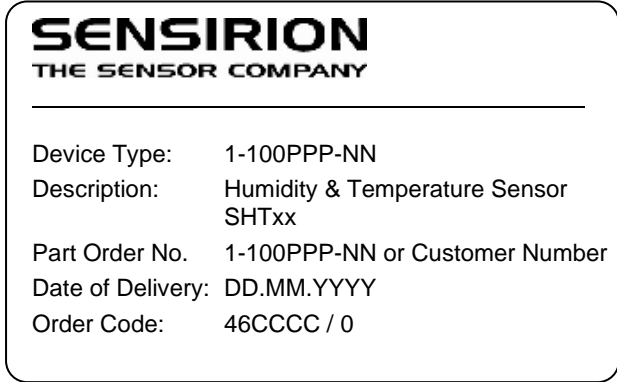 SENSIRION
THE SENSOR COMPANY
Device Type: 1-100PPP-NN
Description: Humidity & Temperature Sensor
SHTxx
Part Order No. 1-100PPP-NN or Customer Number
Date of Delivery: DD.MM.YYYY
Order Code: 46CCCC / 0